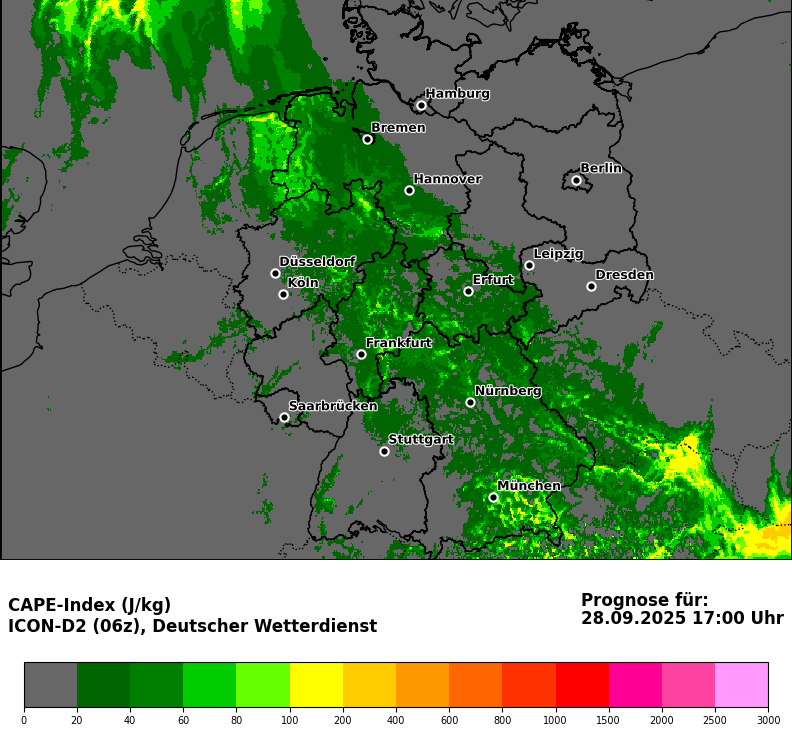 Hamburg
Bremen
Berlin
Hannover
Leipzig
Düsseldorf
Dresden
Köln
Erfurt
Frankfurt
Nürnberg
Saarbrücken
Stuttgart
München
CAPE-Index (J/kg)
ICON-D2 (06z), Deutscher Wetterdienst
Prognose für:
28.09.2025 17:00 Uhr
0 20 40 60 80 100 200 400 600 800 1000 1500 2000 2500 3000